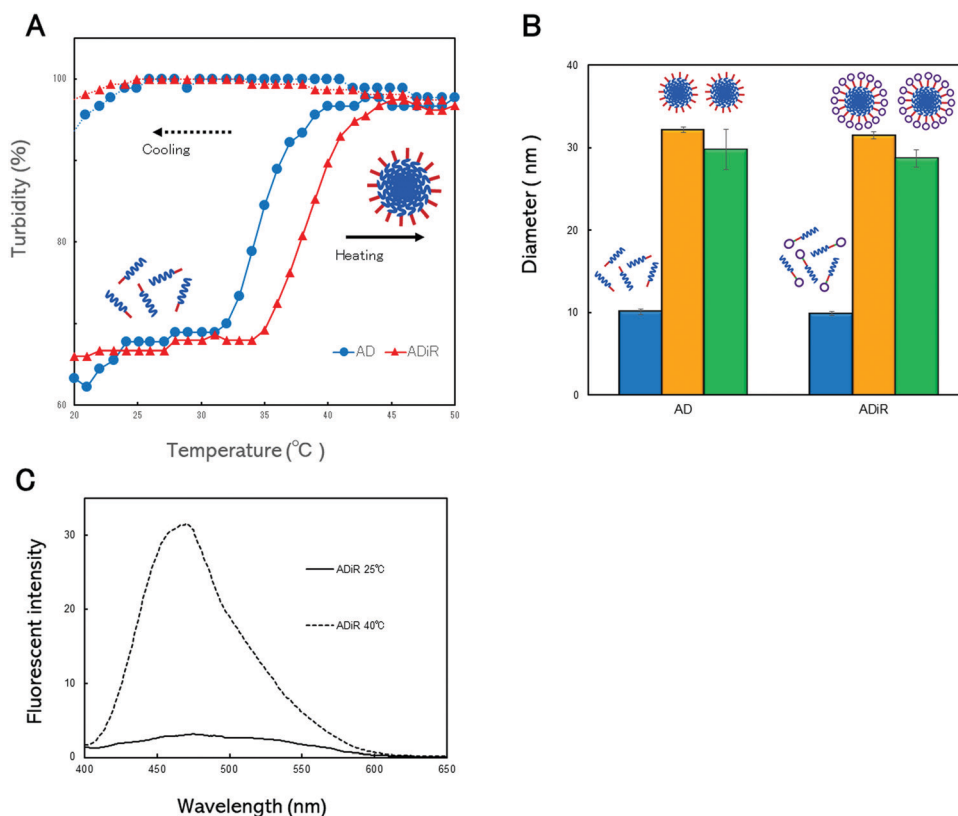 A
Turbidity (%)
100
80
60
Cooling
Heating
AD
ADiR
20
25
30
35
40
45
50
Temperature (°C )
B
Diameter ( nm )
40
30
20
10
0
AD
ADiR
C
Fluorescent intensity
30
20
10
0
ADiR 25℃
ADiR 40℃
400
450
500
550
600
650
Wavelength (nm)